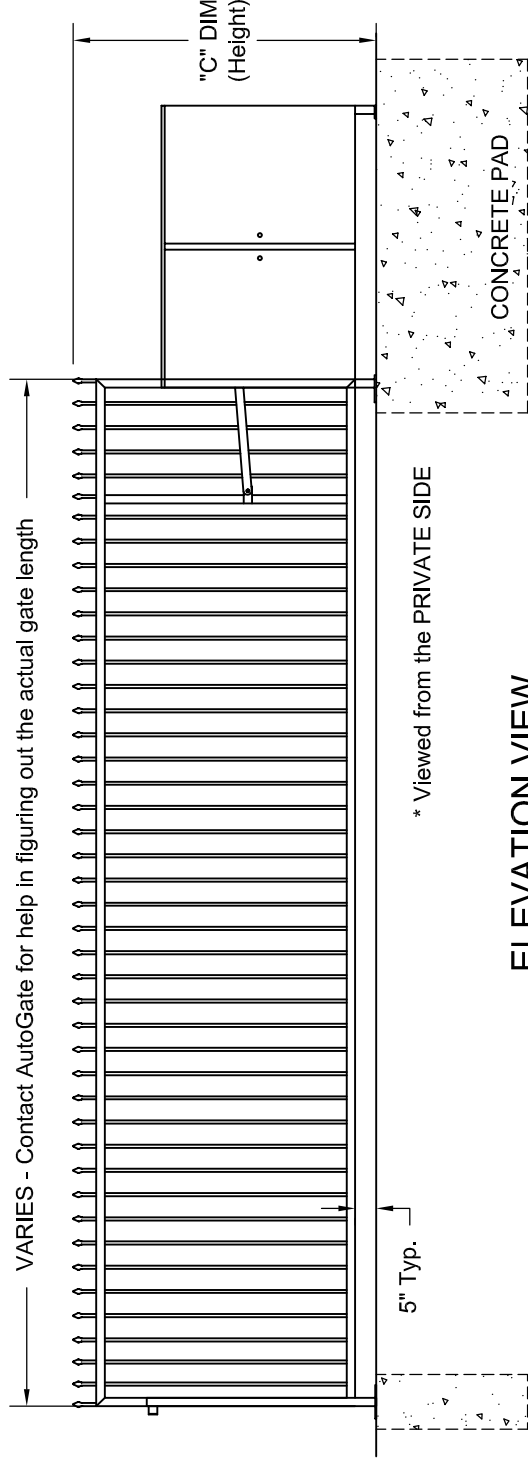 VARIES - Contact AutoGate for help in figuring out the actual gate length
"C" DIM
(Height)
CONCRETE PAD
* Viewed from the PRIVATE SIDE
5" Typ.
ELEVATION VIEW